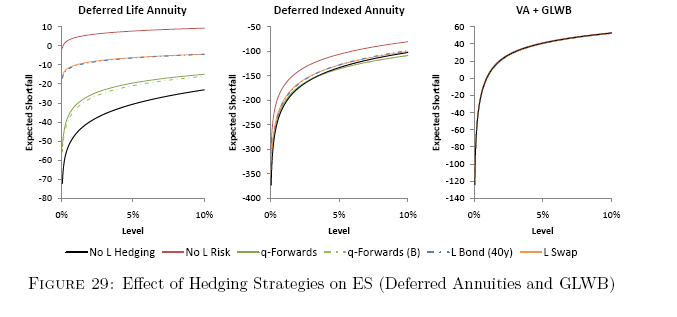 Deferred Life Annuity
Deferred Indexed Annuity
VA + GLWB
Expected Shortfall
10
0
-10
-20
-30
-40
-50
-60
-70
-80
0%
5%
10%
Level
Expected Shortfall
-50
-100
-150
-200
-250
-300
-350
-400
0%
5%
10%
Level
Expected Shortfall
60
40
20
0
-20
-40
-60
-80
-100
-120
-140
0%
5%
10%
Level
No L Hedging
No L Risk
q-Forwards
q-Forwards (B)
L Bond (40y)
L Swap
FIGURE 29: Effect of Hedging Strategies on ES (Deferred Annuities and GLWB)